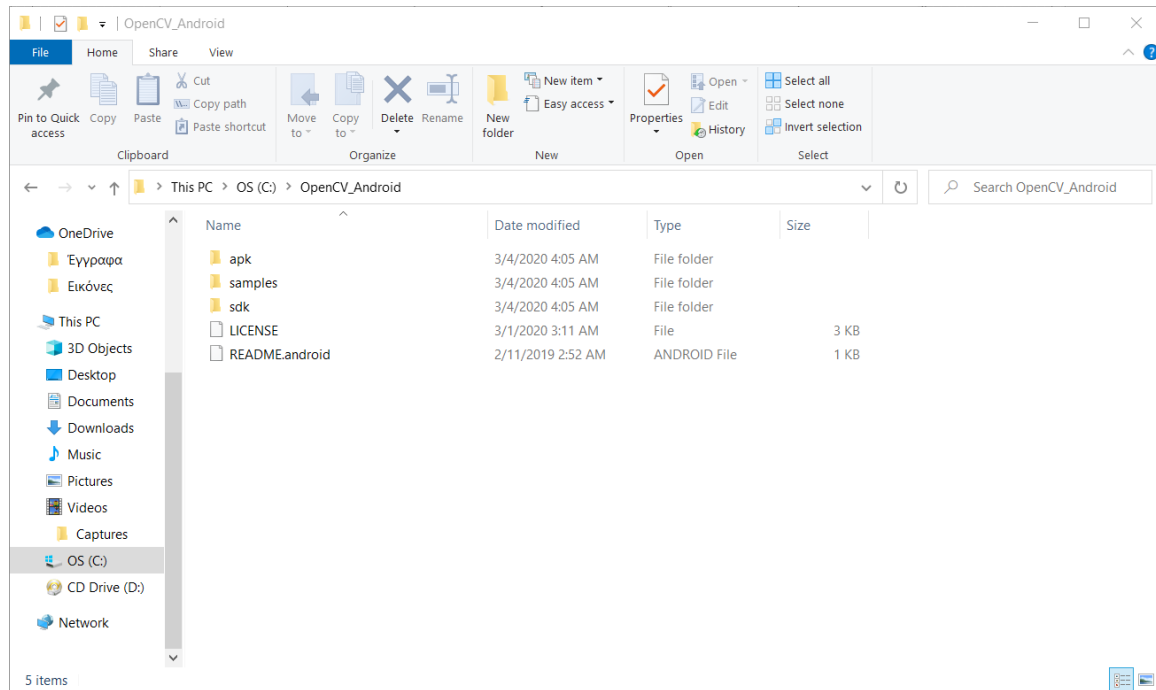 OpenCV_Android
File Home Share View
Pin to Quick access
Copy
Paste
Cut
Copy path
Paste shortcut
Clipboard
Move to
Copy to
Delete
Rename
Organize
New folder
New item
Easy access
New
Properties
Open
Edit
History
Open
Select all
Select none
Invert selection
Select
This PC > OS (C:) > OpenCV_Android
Search OpenCV_Android
OneDrive
Έγγραφα
Εικόνες
This PC
3D Objects
Desktop
Documents
Downloads
Music
Pictures
Videos
Captures
OS (C:)
CD Drive (D:)
Network
Name Date modified Type Size
apk 3/4/2020 4:05 AM File folder
samples 3/4/2020 4:05 AM File folder
sdk 3/4/2020 4:05 AM File folder
LICENSE 3/1/2020 3:11 AM File 3 KB
README.android 2/11/2019 2:52 AM ANDROID File 1 KB
5 items